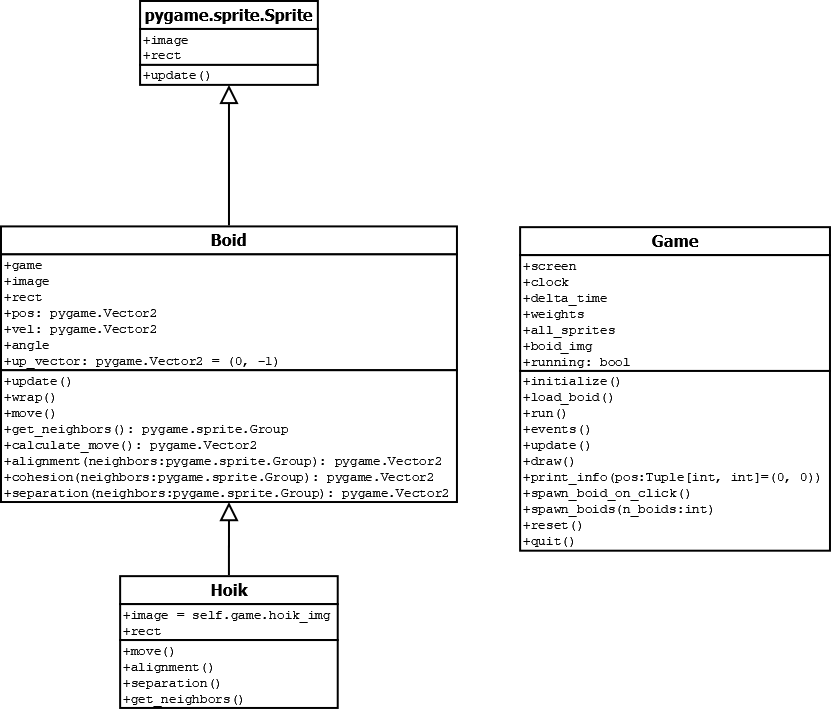 pygame.sprite.Sprite
+image
+rect
+update()
Boid
+game
+image
+rect
+pos: pygame.Vector2
+vel: pygame.Vector2
+angle
+up_vector: pygame.Vector2 = (0, -1)
+update()
+wrap()
+move()
+get_neighbors(): pygame.sprite.Group
+calculate_move(): pygame.Vector2
+alignment(neighbors:pygame.sprite.Group): pygame.Vector2
+cohesion(neighbors:pygame.sprite.Group): pygame.Vector2
+separation(neighbors:pygame.sprite.Group): pygame.Vector2
Game
+screen
+clock
+delta_time
+weights
+all_sprites
+boid_img
+running: bool
+initialize()
+load_boid()
+run()
+events()
+update()
+draw()
+print_info(pos:Tuple[int, int]=(0, 0))
+spawn_boid_on_click()
+spawn_boids(n_boids:int)
+reset()
+quit()
Hoik
+image = self.game.hoik_img
+rect
+move()
+alignment()
+separation()
+get_neighbors()